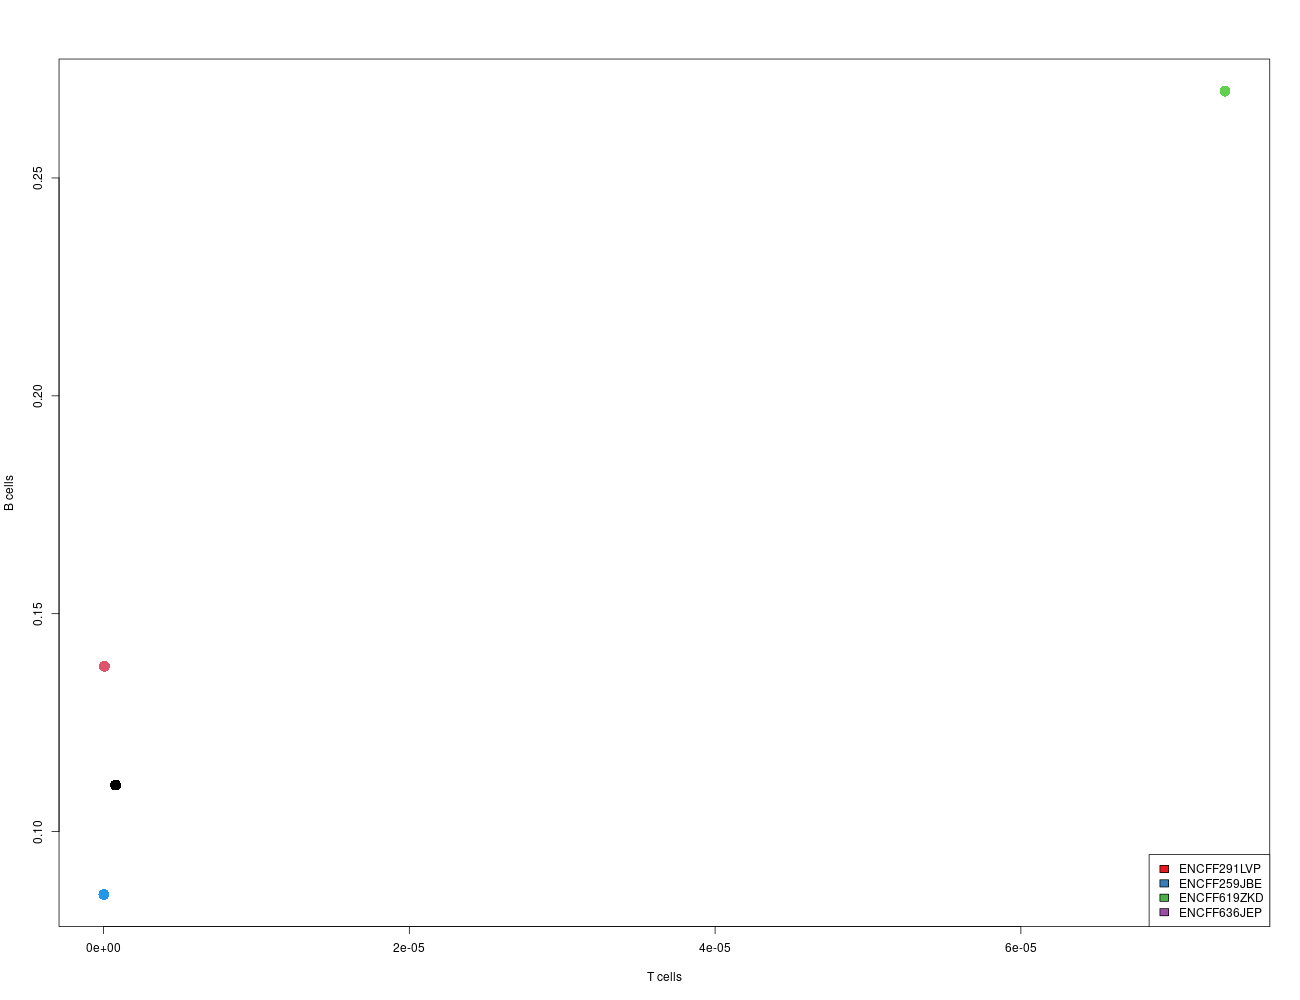 0.25
0.20
0.15
0.10
B cells
0e+00
2e-05
4e-05
6e-05
T cells
ENCFF291LVP
ENCFF259JBE
ENCFF619ZKD
ENCFF636JEP